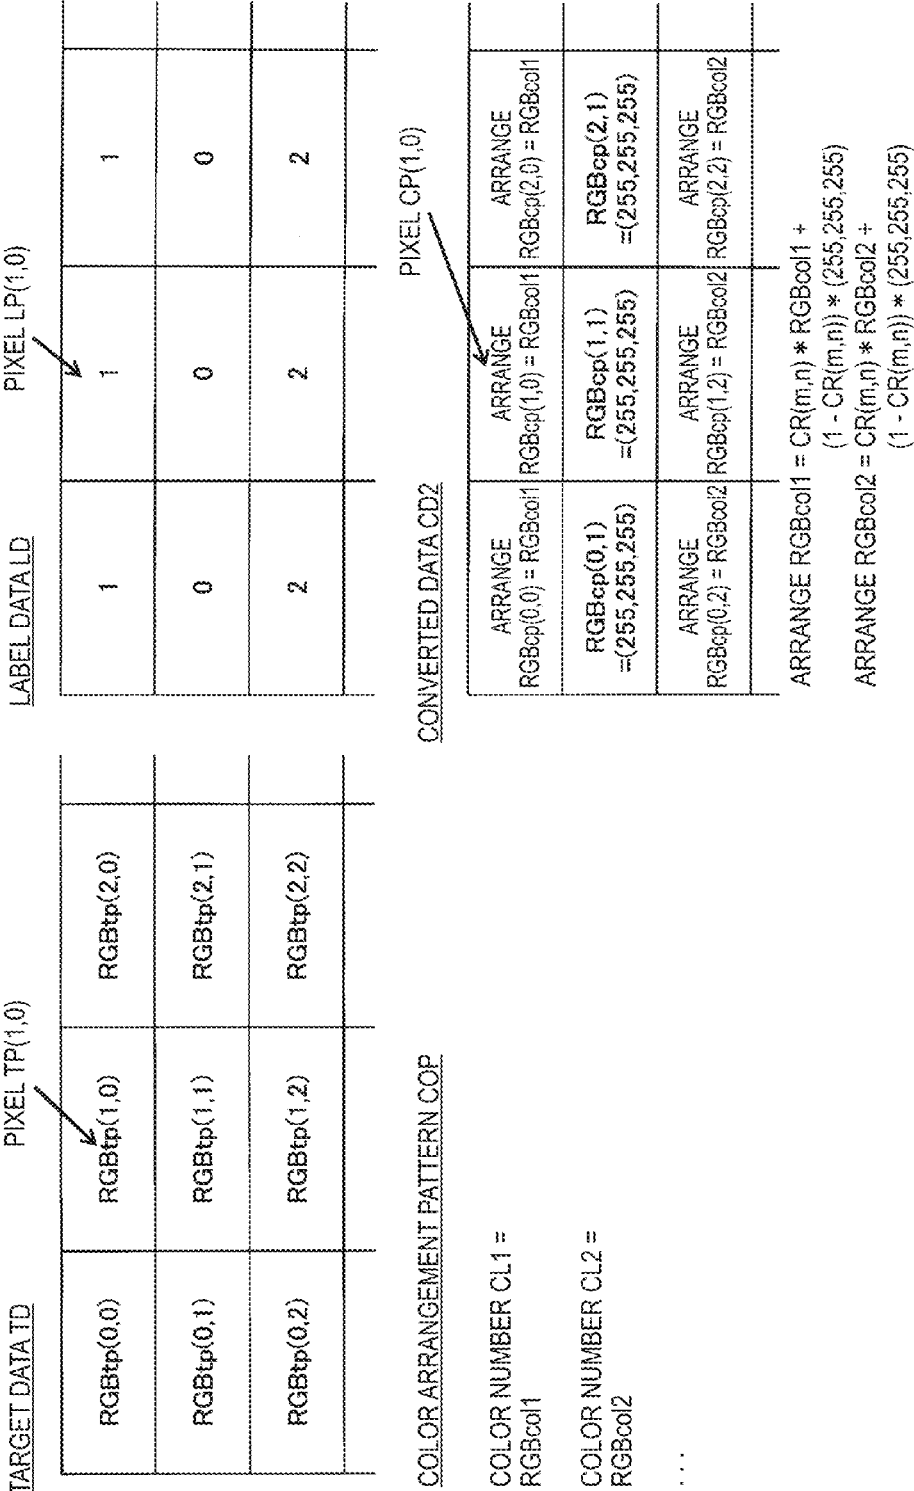 TARGET DATA TD
PIXEL TP(1,0)
RGBtp(0,0) RGBtp(1,0) RGBtp(2,0)
RGBtp(0,1) RGBtp(1,1) RGBtp(2,1)
RGBtp(0,2) RGBtp(1,2) RGBtp(2,2)
LABEL DATA LD
PIXEL LP(1,0)
1 1 1
0 0 0
2 2 2
COLOR ARRANGEMENT PATTERN COP
COLOR NUMBER CL1 =
RGBcol1
COLOR NUMBER CL2 =
RGBcol2
...
CONVERTED DATA CD2
PIXEL CP(1,0)
ARRANGE ARRANGE ARRANGE
RGBcp(0,0) = RGBcol1 RGBcp(1,0) = RGBcol1 RGBcp(2,0) = RGBcol1
RGBcp(0,1) RGBcp(1,1) RGBcp(2,1)
=(255,255,255) =(255,255,255) =(255,255,255)
ARRANGE ARRANGE ARRANGE
RGBcp(0,2) = RGBcol2 RGBcp(1,2) = RGBcol2 RGBcp(2,2) = RGBcol2
ARRANGE RGBcol1 = CR(m,n) * RGBcol1 +
(1 - CR(m,n)) * (255,255,255)
ARRANGE RGBcol2 = CR(m,n) * RGBcol2 +
(1 - CR(m,n)) * (255,255,255)